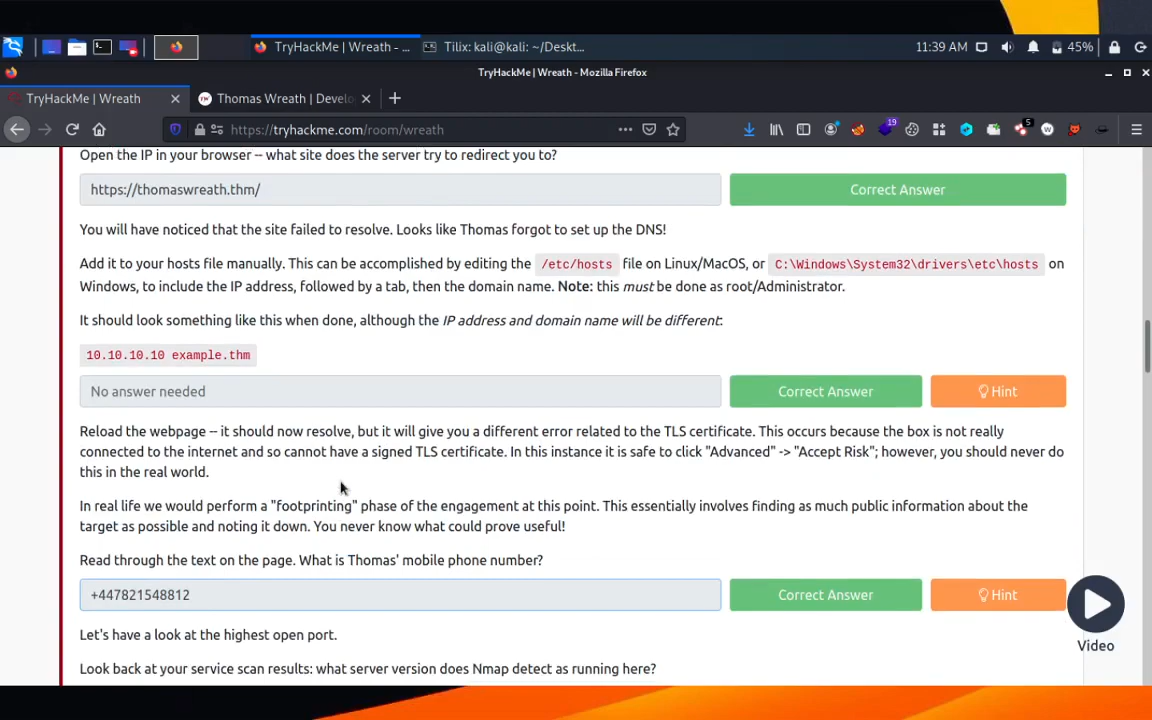 TryHackMe | Wreath - ...
Tilix: kali@kali: ~/Deskt...
11:39 AM
45%
TryHackMe | Wreath - Mozilla Firefox
TryHackMe | Wreath
TW
Thomas Wreath | Develo
https://tryhackme.com/room/wreath
19
5
W
Open the IP in your browser -- what site does the server try to redirect you to?
https://thomaswreath.thm/
Correct Answer
You will have noticed that the site failed to resolve. Looks like Thomas forgot to set up the DNS!
Add it to your hosts file manually. This can be accomplished by editing the /etc/hosts file on Linux/MacOS, or C:\Windows\System32\drivers\etc\hosts on
Windows, to include the IP address, followed by a tab, then the domain name. Note: this must be done as root/Administrator.
It should look something like this when done, although the IP address and domain name will be different:
10.10.10.10 example.thm
No answer needed
Correct Answer
Hint
Reload the webpage -- it should now resolve, but it will give you a different error related to the TLS certificate. This occurs because the box is not really
connected to the internet and so cannot have a signed TLS certificate. In this instance it is safe to click "Advanced" -> "Accept Risk"; however, you should never do
this in the real world.
In real life we would perform a "footprinting" phase of the engagement at this point. This essentially involves finding as much public information about the
target as possible and noting it down. You never know what could prove useful!
Read through the text on the page. What is Thomas' mobile phone number?
+447821548812
Correct Answer
Hint
Video
Let's have a look at the highest open port.
Look back at your service scan results: what server version does Nmap detect as running here?